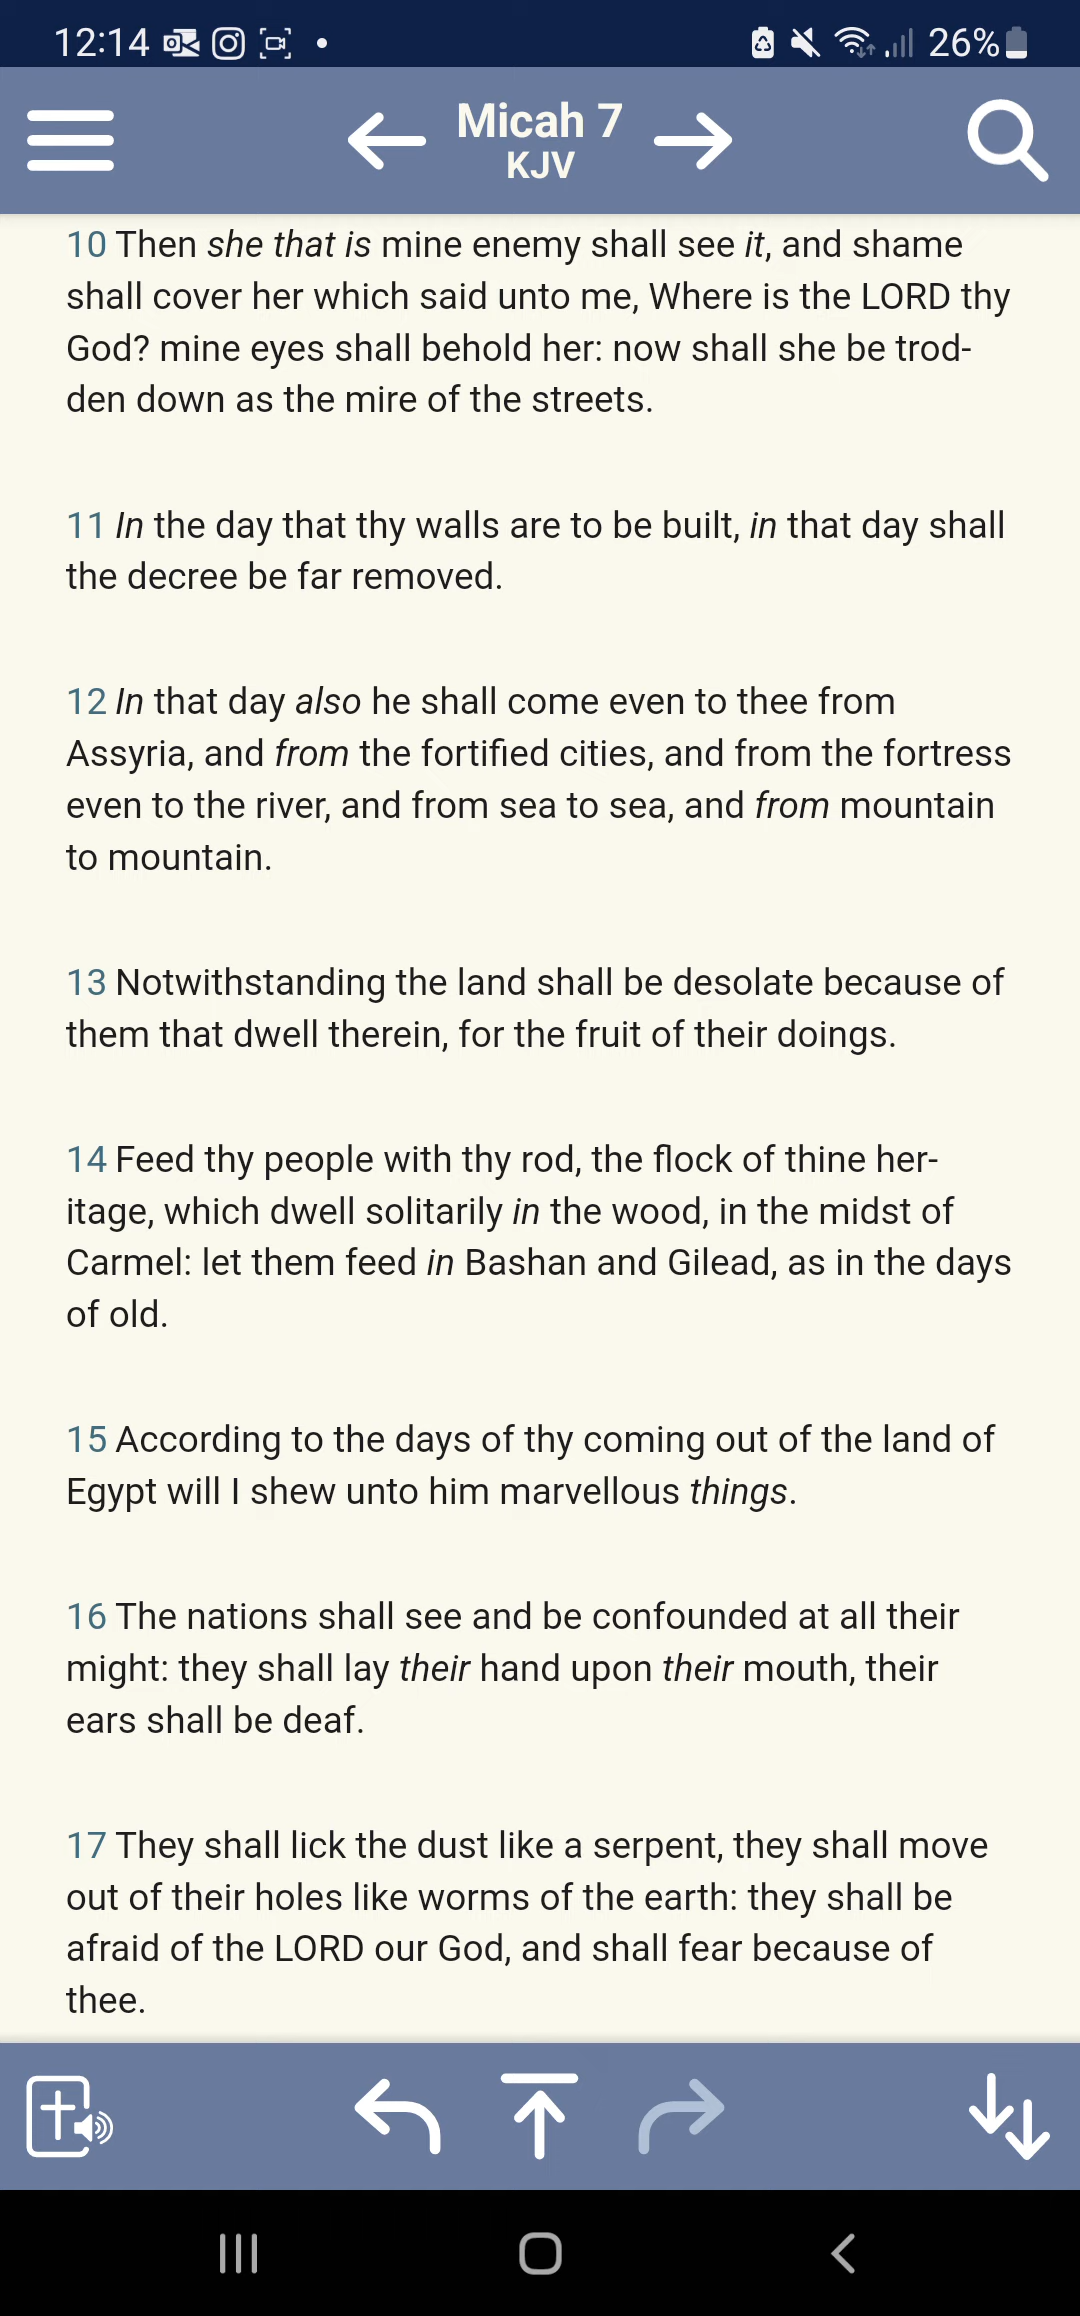 12:14
26%
Micah 7
KJV
10 Then she that is mine enemy shall see it, and shame
shall cover her which said unto me, Where is the LORD thy
God? mine eyes shall behold her: now shall she be trod-
den down as the mire of the streets.
11 In the day that thy walls are to be built, in that day shall
the decree be far removed.
12 In that day also he shall come even to thee from
Assyria, and from the fortified cities, and from the fortress
even to the river, and from sea to sea, and from mountain
to mountain.
13 Notwithstanding the land shall be desolate because of
them that dwell therein, for the fruit of their doings.
14 Feed thy people with thy rod, the flock of thine her-
itage, which dwell solitarily in the wood, in the midst of
Carmel: let them feed in Bashan and Gilead, as in the days
of old.
15 According to the days of thy coming out of the land of
Egypt will I shew unto him marvellous things.
16 The nations shall see and be confounded at all their
might: they shall lay their hand upon their mouth, their
ears shall be deaf.
17 They shall lick the dust like a serpent, they shall move
out of their holes like worms of the earth: they shall be
afraid of the LORD our God, and shall fear because of
thee.